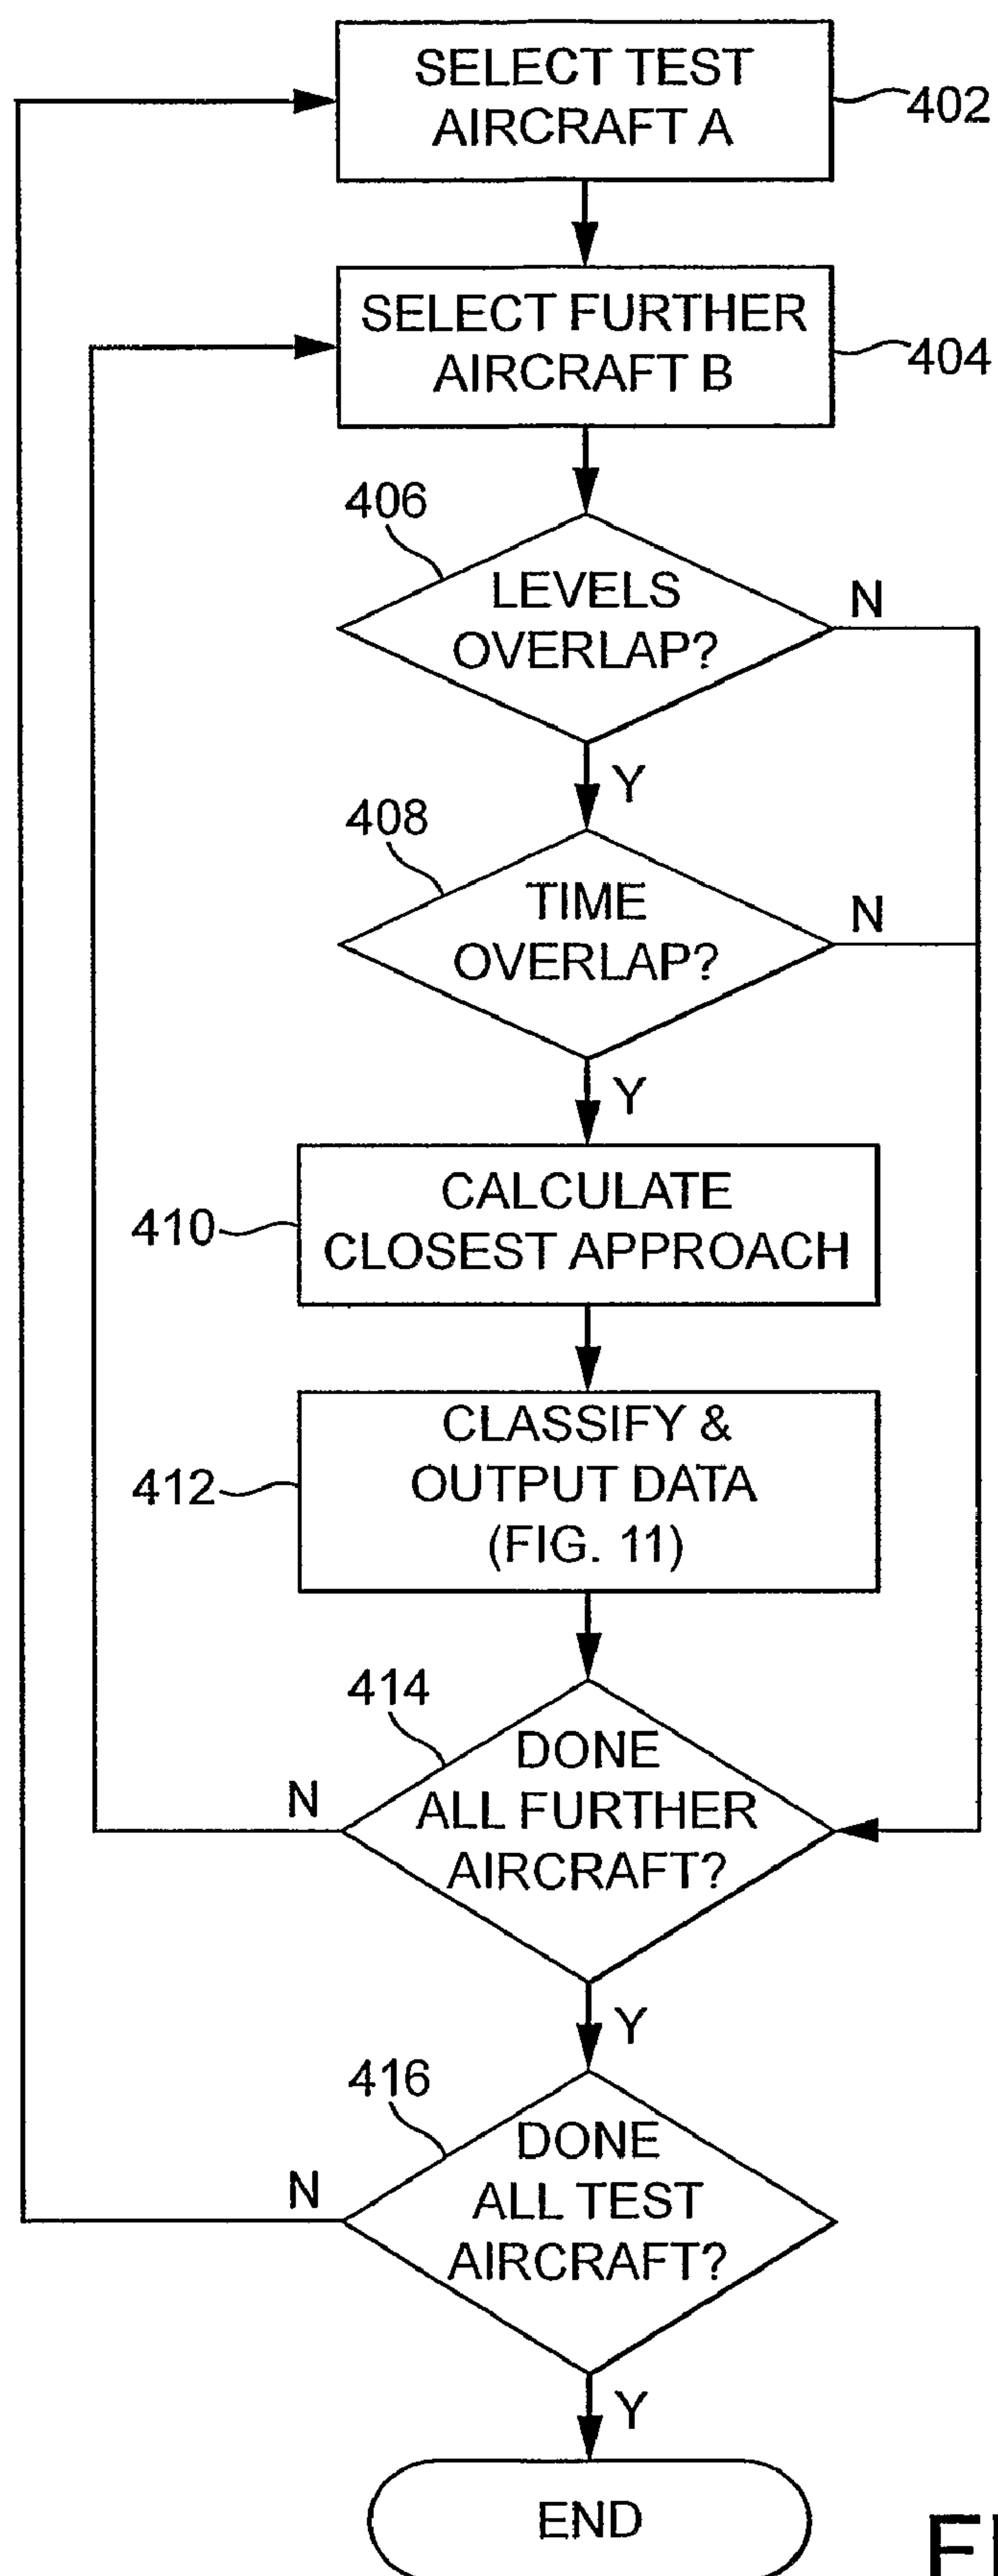 SELECT TEST
AIRCRAFT A
402
SELECT FURTHER
AIRCRAFT B
404
406
LEVELS
OVERLAP?
N
Y
408
TIME
OVERLAP?
N
Y
410
CALCULATE
CLOSEST APPROACH
412
CLASSIFY &
OUTPUT DATA
(FIG. 11)
414
DONE
ALL FURTHER
AIRCRAFT?
N
Y
416
DONE
ALL TEST
AIRCRAFT?
N
Y
END